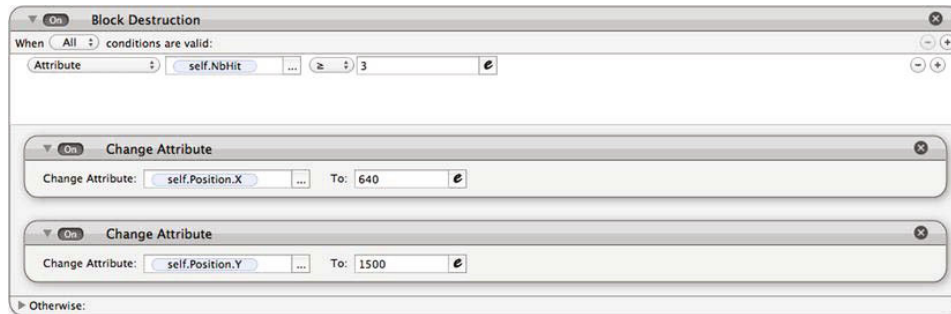 On Block Destruction
When All conditions are valid:
Attribute self.NbHit ... ≥ 3 e
On Change Attribute
Change Attribute: self.Position.X ... To: 640 e
On Change Attribute
Change Attribute: self.Position.Y ... To: 1500 e
Otherwise: